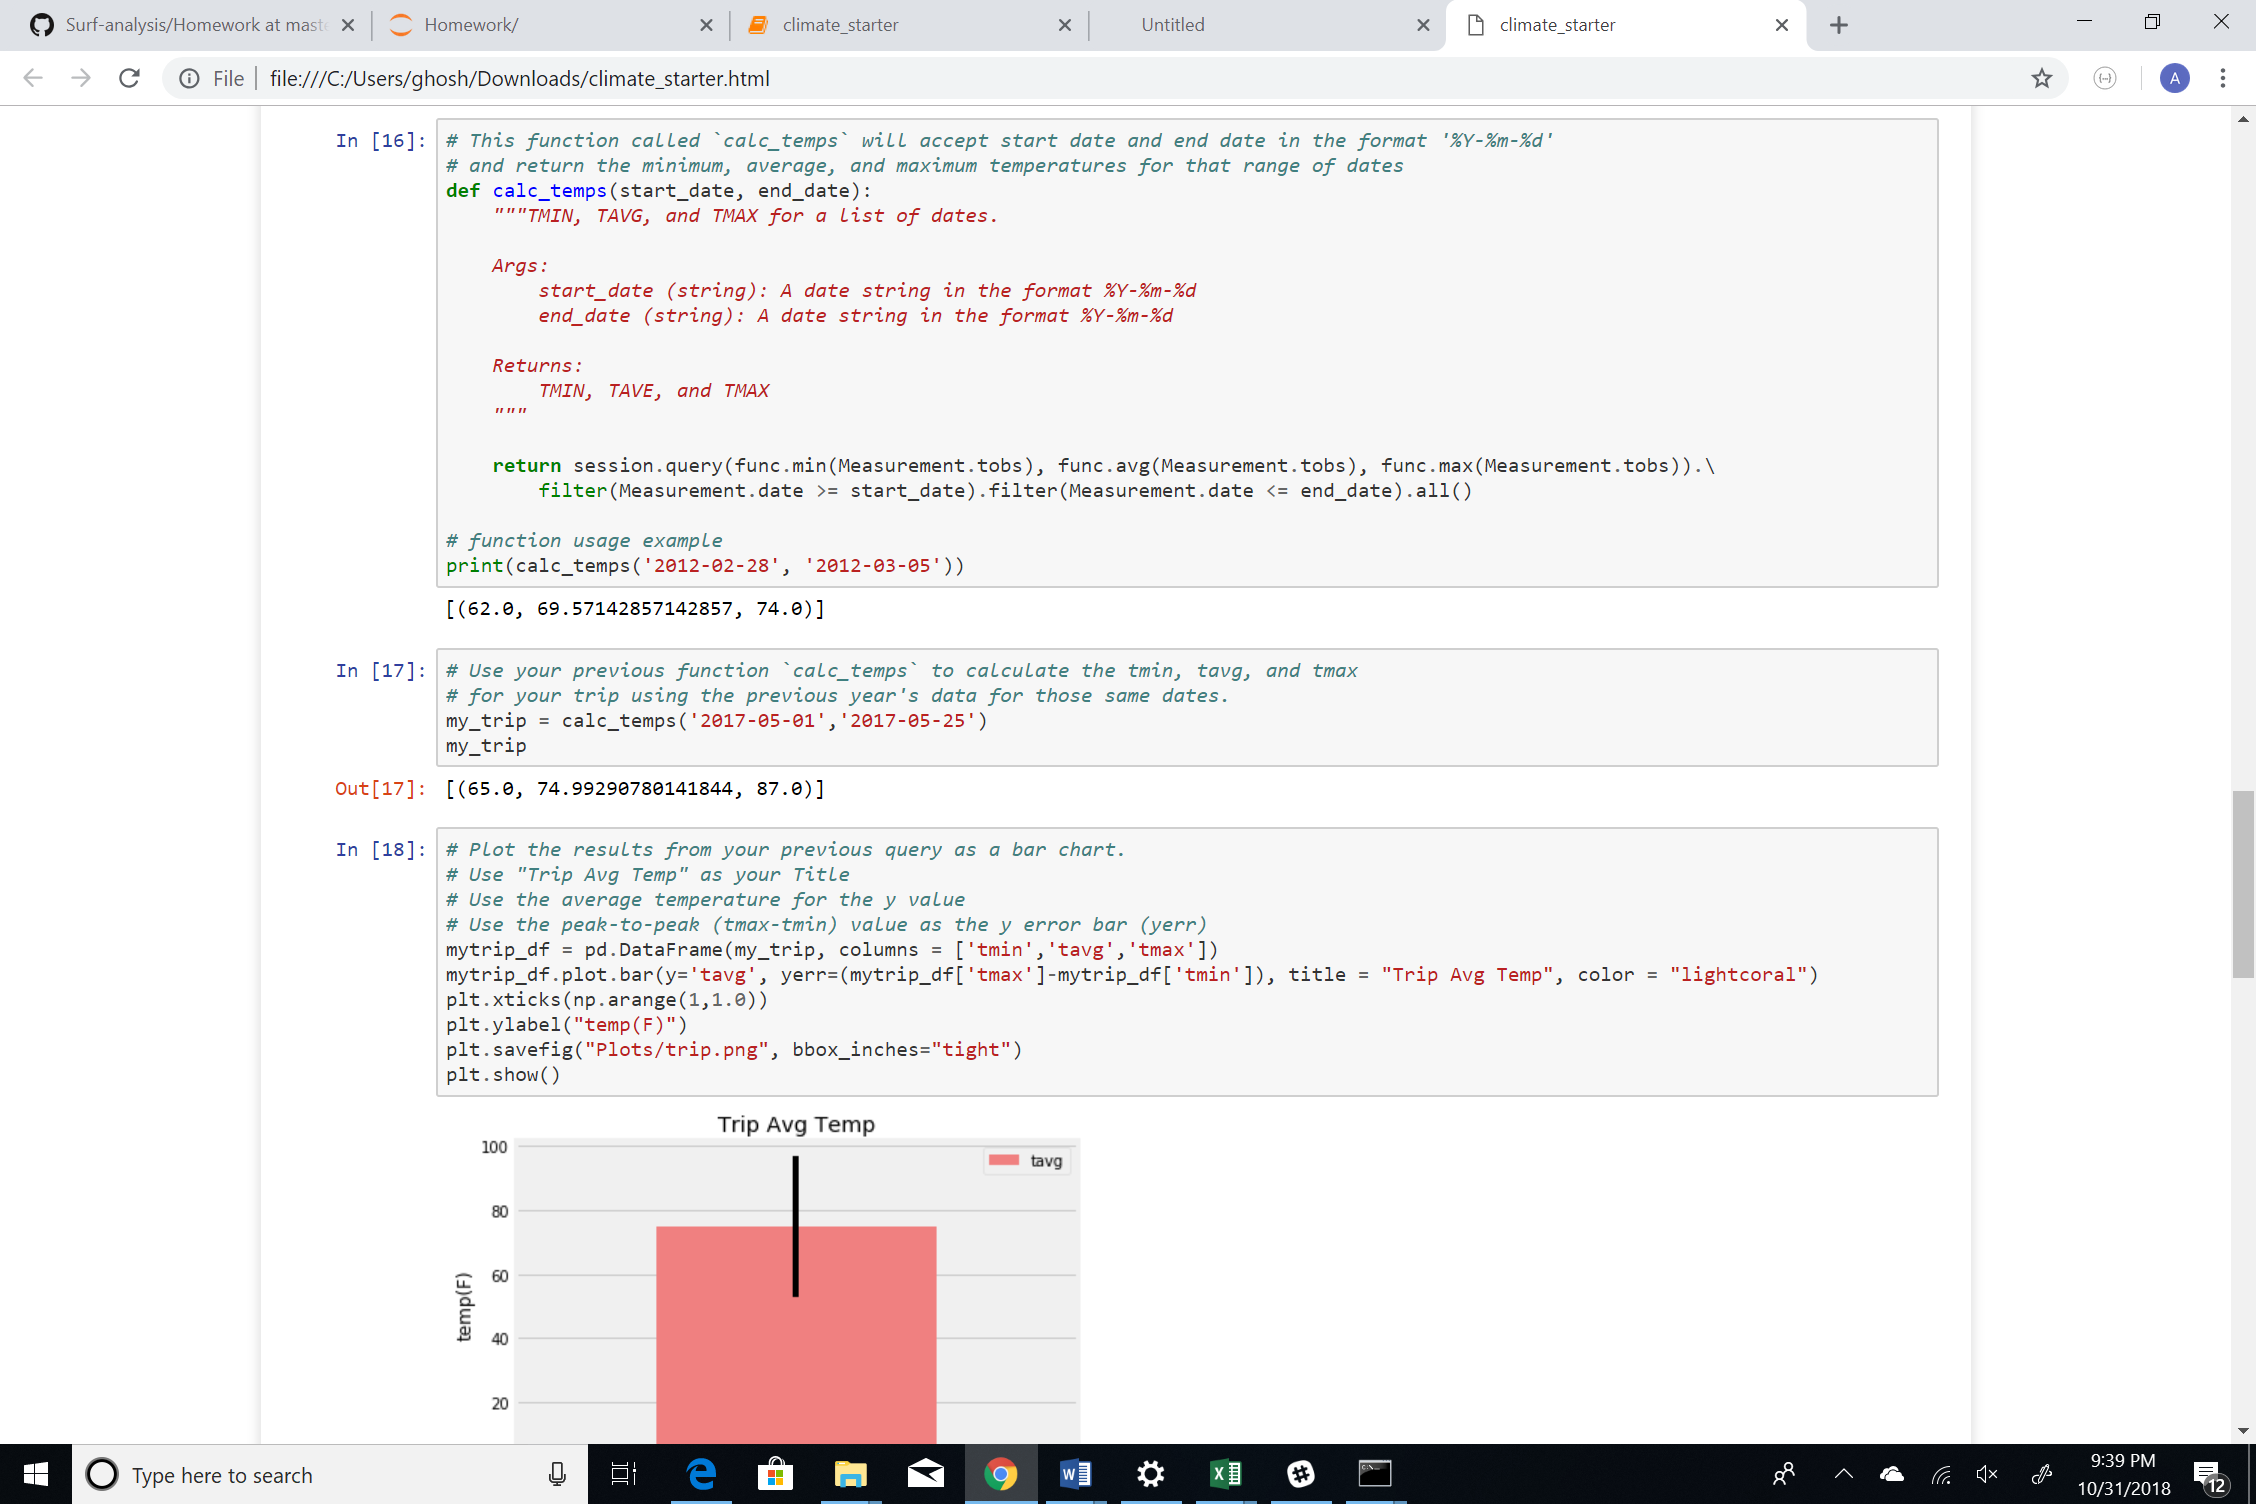 Surf-analysis/Homework at mast
Homework/
climate_starter
Untitled
climate_starter
File
file:///C:/Users/ghosh/Downloads/climate_starter.html
A
In [16]:
# This function called `calc_temps` will accept start date and end date in the format '%Y-%m-%d'
# and return the minimum, average, and maximum temperatures for that range of dates
def calc_temps(start_date, end_date):
    """TMIN, TAVG, and TMAX for a list of dates.
    Args:
        start_date (string): A date string in the format %Y-%m-%d
        end_date (string): A date string in the format %Y-%m-%d
    Returns:
        TMIN, TAVE, and TMAX
    """
    return session.query(func.min(Measurement.tobs), func.avg(Measurement.tobs), func.max(Measurement.tobs)).\
        filter(Measurement.date >= start_date).filter(Measurement.date <= end_date).all()
# function usage example
print(calc_temps('2012-02-28', '2012-03-05'))
[(62.0, 69.57142857142857, 74.0)]
In [17]:
# Use your previous function `calc_temps` to calculate the tmin, tavg, and tmax
# for your trip using the previous year's data for those same dates.
my_trip = calc_temps('2017-05-01','2017-05-25')
my_trip
Out[17]:
[(65.0, 74.99290780141844, 87.0)]
In [18]:
# Plot the results from your previous query as a bar chart.
# Use "Trip Avg Temp" as your Title
# Use the average temperature for the y value
# Use the peak-to-peak (tmax-tmin) value as the y error bar (yerr)
mytrip_df = pd.DataFrame(my_trip, columns = ['tmin','tavg','tmax'])
mytrip_df.plot.bar(y='tavg', yerr=(mytrip_df['tmax']-mytrip_df['tmin']), title = "Trip Avg Temp", color = "lightcoral")
plt.xticks(np.arange(1,1.0))
plt.ylabel("temp(F)")
plt.savefig("Plots/trip.png", bbox_inches="tight")
plt.show()
Trip Avg Temp
tavg
100
80
60
40
20
temp(F)
Type here to search
9:39 PM
10/31/2018
12